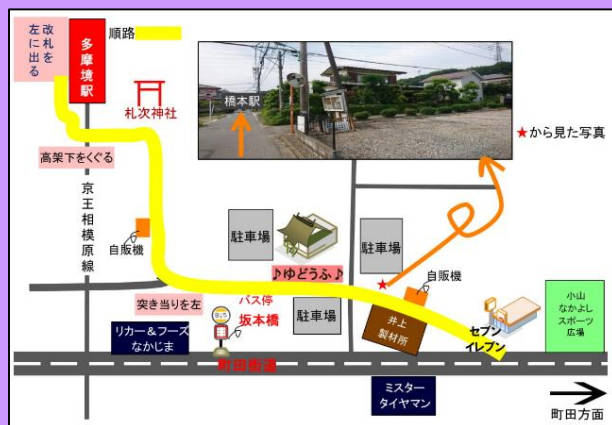 改札を
左に出る
多摩境駅
順路
札次神社
橋本駅
★から見た写真
高架下をくぐる
京王相模原線
自販機
駐車場
♪ゆどうふ♪
駐車場
自販機
突き当りを左
バス停
坂本橋
駐車場
井上
製材所
セブン
イレブン
小山
なかよし
スポーツ
広場
リカー＆フーズ
なかじま
町田街道
ミスター
タイヤマン
町田方面